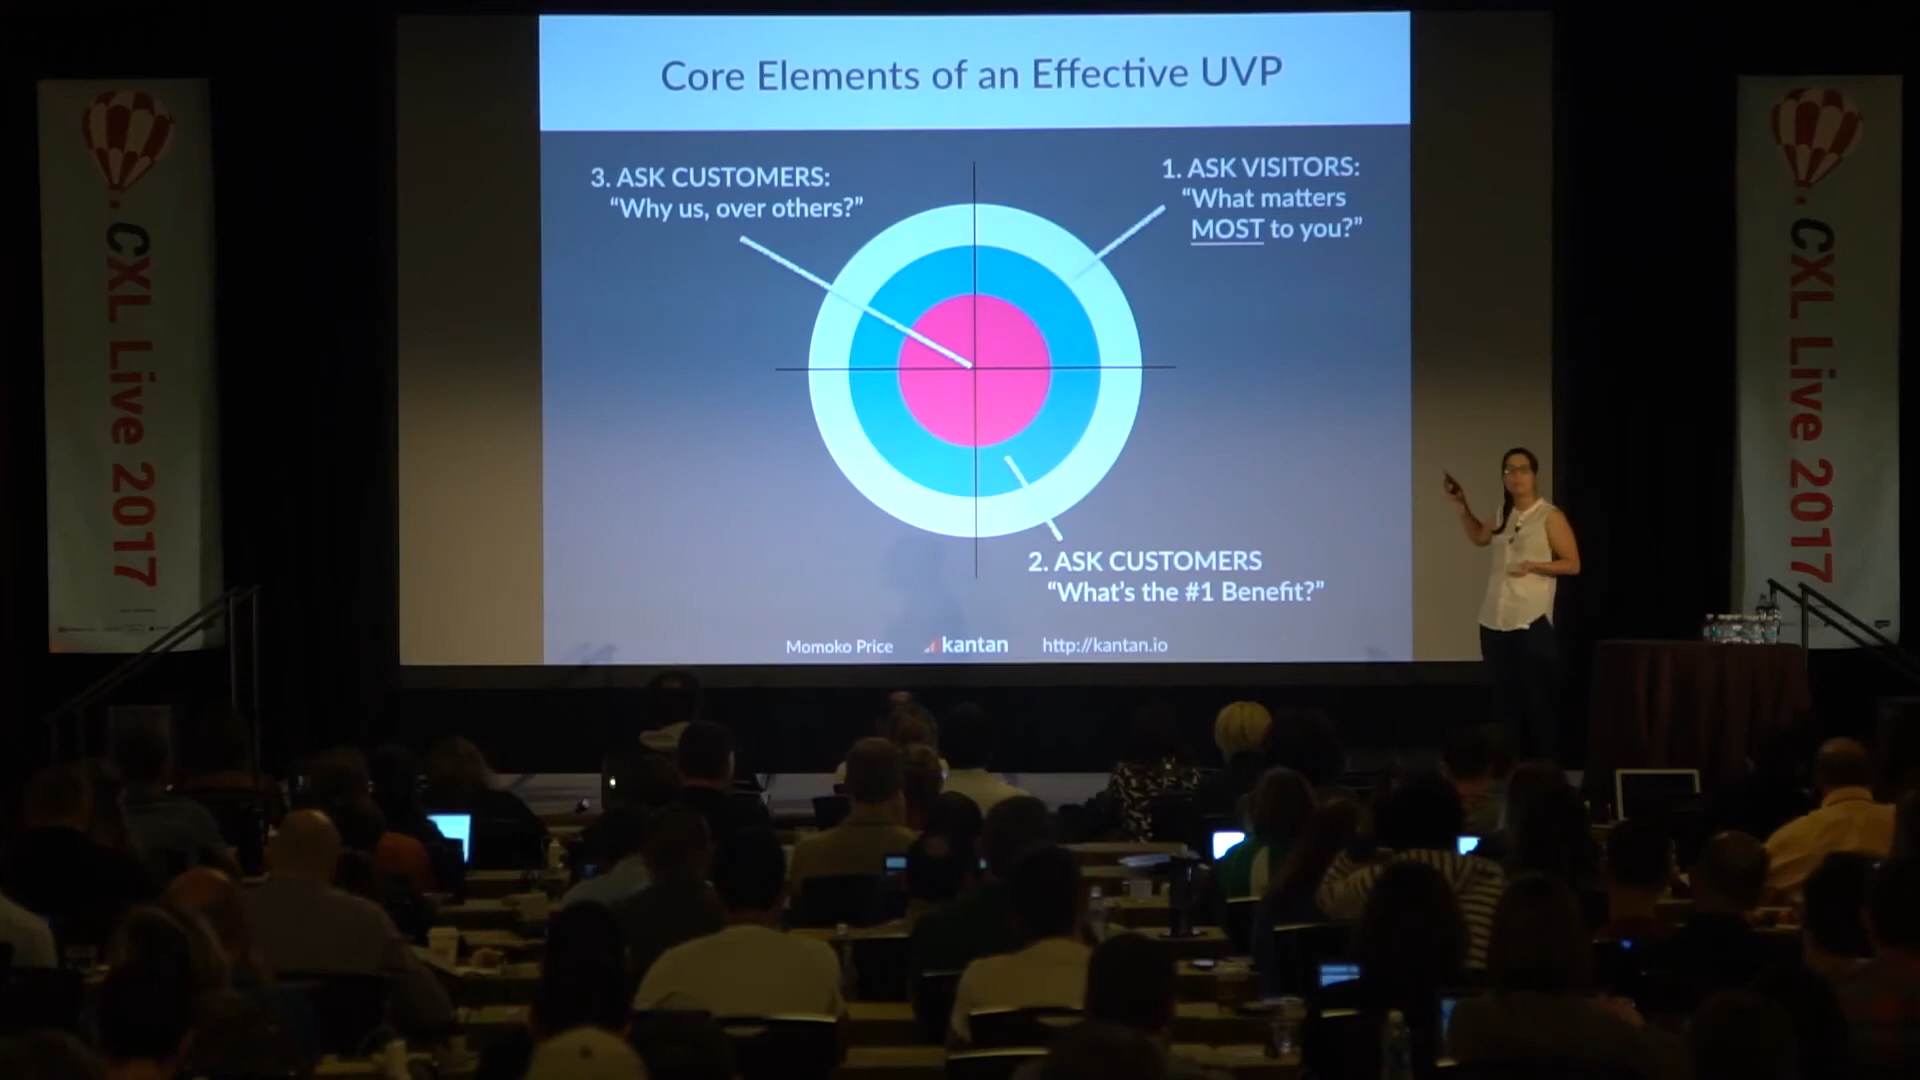 Core Elements of an Effective UVP
3. ASK CUSTOMERS:
“Why us, over others?”
1. ASK VISITORS:
“What matters
MOST to you?”
2. ASK CUSTOMERS
“What's the #1 Benefit?”
Momoko Price kantan http://kantan.io
CXL Live 2017
CXL Live 2017